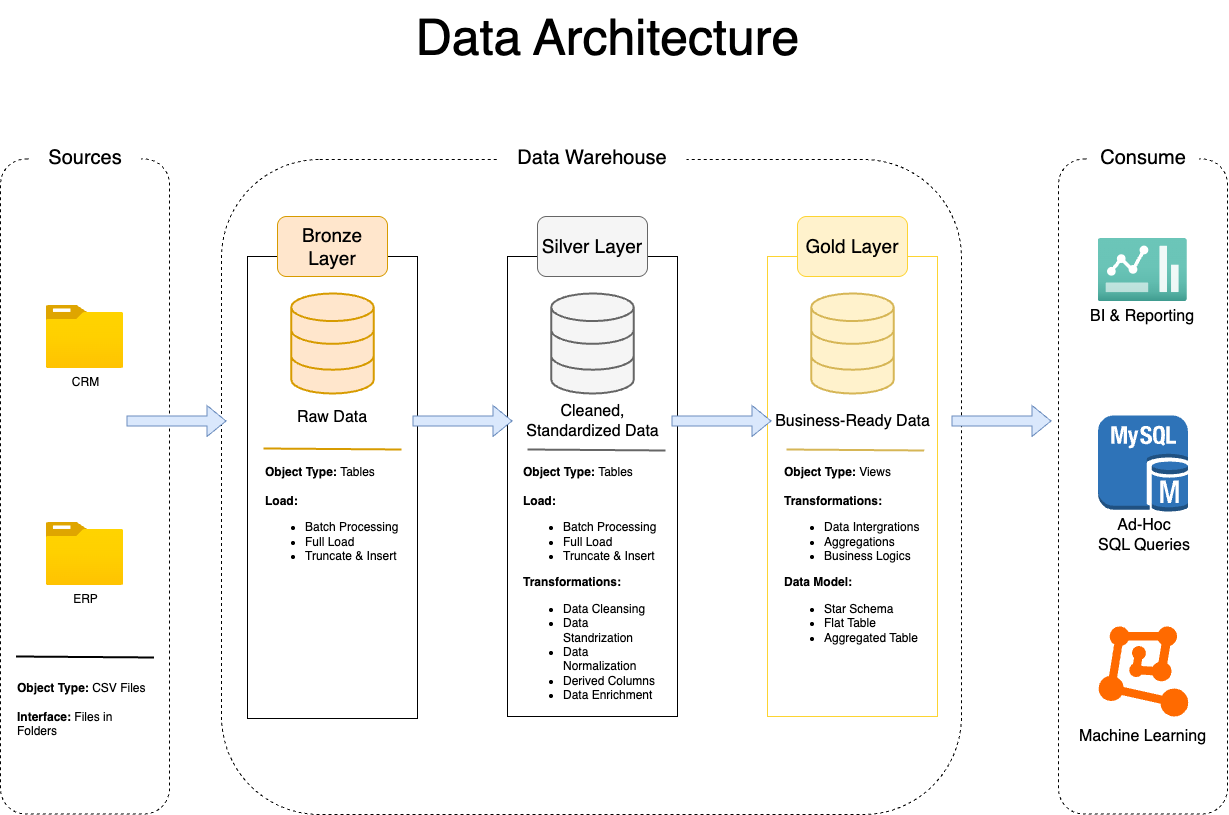 Data Architecture
Sources
CRM
ERP
Object Type: CSV Files
Interface: Files in
Folders
Data Warehouse
Bronze
Layer
Raw Data
Object Type: Tables
Load:
Batch Processing
Full Load
Truncate & Insert
Silver Layer
Cleaned,
Standardized Data
Object Type: Tables
Load:
Batch Processing
Full Load
Truncate & Insert
Transformations:
Data Cleansing
Data
Standrization
Data
Normalization
Derived Columns
Data Enrichment
Gold Layer
Business-Ready Data
Object Type: Views
Transformations:
Data Intergrations
Aggregations
Business Logics
Data Model:
Star Schema
Flat Table
Aggregated Table
Consume
BI & Reporting
MySQL
M
Ad-Hoc
SQL Queries
Machine Learning